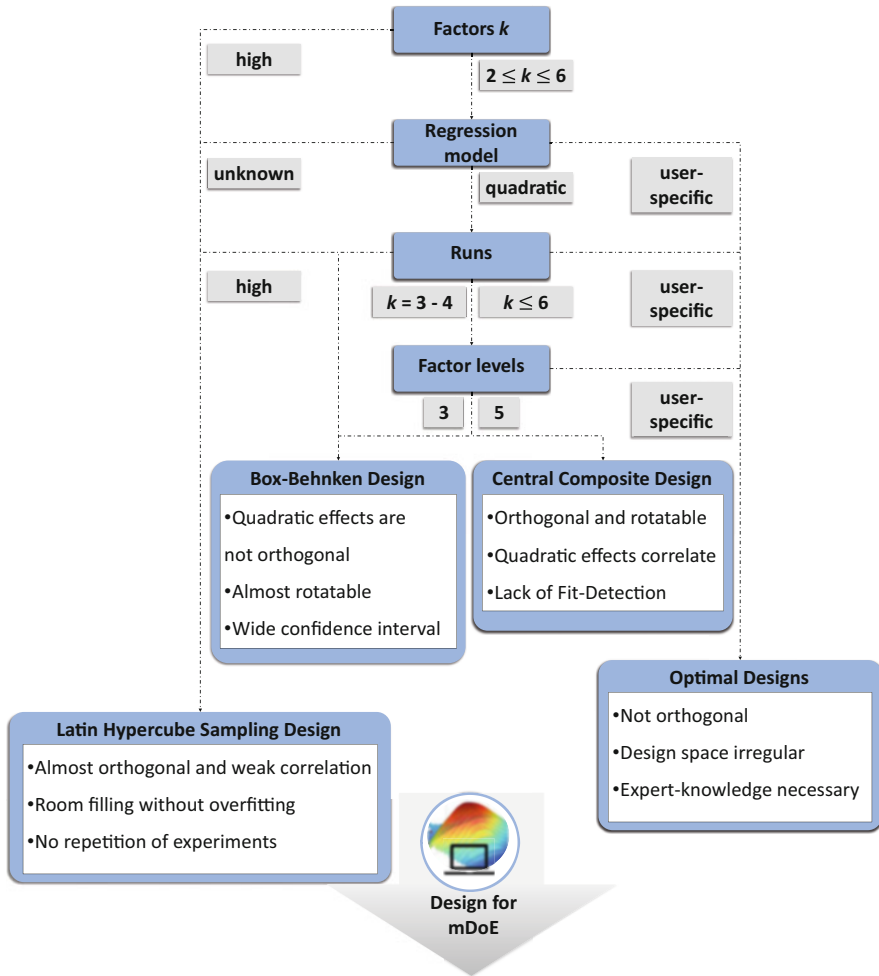 Factors k
high
2 ≤ k ≤ 6
Regression
model
unknown
quadratic
user-
specific
Runs
high
k = 3 - 4
k ≤ 6
user-
specific
Factor levels
3
5
user-
specific
Box-Behnken Design
•Quadratic effects are
not orthogonal
•Almost rotatable
•Wide confidence interval
Central Composite Design
•Orthogonal and rotatable
•Quadratic effects correlate
•Lack of Fit-Detection
Optimal Designs
•Not orthogonal
•Design space irregular
•Expert-knowledge necessary
Latin Hypercube Sampling Design
•Almost orthogonal and weak correlation
•Room filling without overfitting
•No repetition of experiments
Design for
mDoE